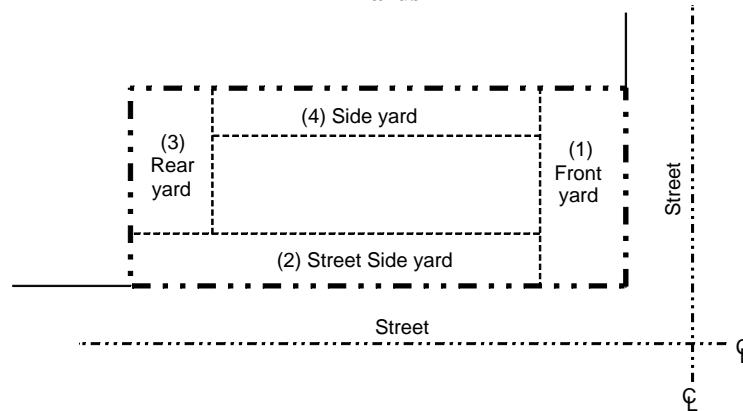 (4) Side yard
(3)
Rear
yard
(1)
Front
yard
Street
(2) Street Side yard
Street